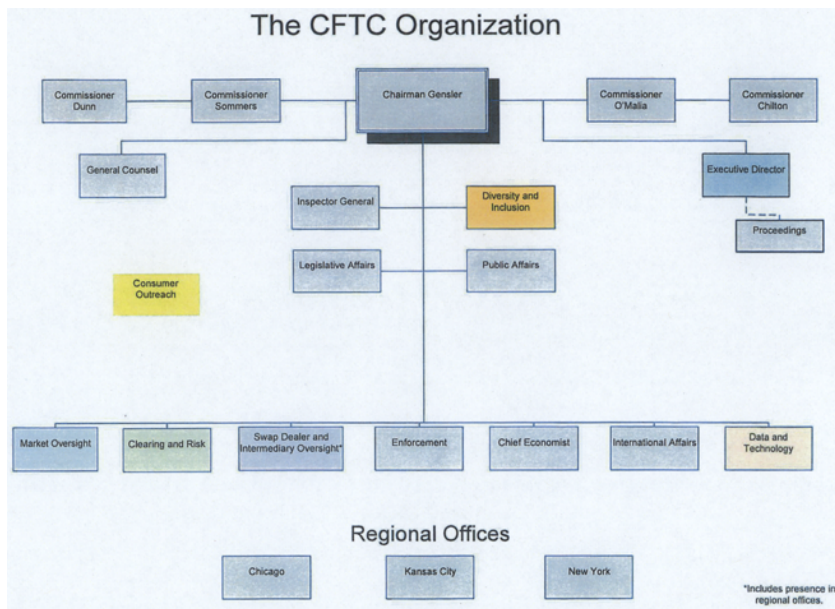 The CFTC Organization
Commissioner
Dunn
Commissioner
Sommers
Chairman Gensler
Commissioner
O'Malia
Commissioner
Chilton
General Counsel
Executive Director
Inspector General
Diversity and
Inclusion
Proceedings
Legislative Affairs
Public Affairs
Consumer
Outreach
Market Oversight
Clearing and Risk
Swap Dealer and
Intermediary Oversight*
Enforcement
Chief Economist
International Affairs
Data and
Technology
Regional Offices
Chicago
Kansas City
New York
*Includes presence in
regional offices.